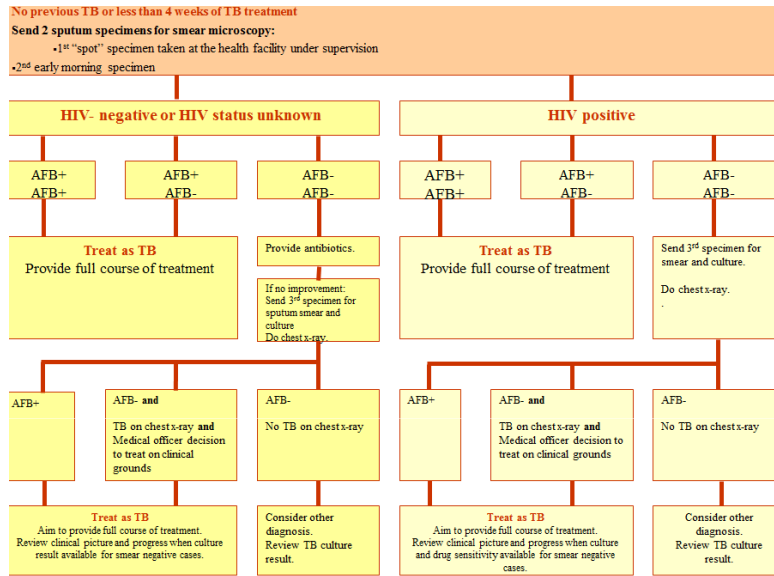 No previous TB or less than 4 weeks of TB treatment
Send 2 sputum specimens for smear microscopy:
•1st “spot” specimen taken at the health facility under supervision
•2nd early morning specimen
HIV- negative or HIV status unknown
HIV positive
AFB+
AFB+
AFB+
AFB-
AFB-
AFB-
AFB+
AFB+
AFB+
AFB-
AFB-
AFB-
Treat as TB
Provide full course of treatment
Provide antibiotics.
If no improvement:
Send 3rd specimen for
sputum smear and
culture
Do chest x-ray.
Treat as TB
Provide full course of treatment
Send 3rd specimen for
smear and culture.
Do chest x-ray.
.
AFB+
AFB- and
TB on chest x-ray and
Medical officer decision
to treat on clinical
grounds
AFB-
No TB on chest x-ray
AFB+
AFB- and
TB on chest x-ray and
Medical officer decision to
treat on clinical grounds
AFB-
No TB on chest x-ray
Treat as TB
Aim to provide full course of treatment.
Review clinical picture and progress when culture
result available for smear negative cases.
Consider other
diagnosis.
Review TB culture
result.
Treat as TB
Aim to provide full course of treatment.
Review clinical picture and progress when culture
and drug sensitivity available for smear negative
cases.
Consider other
diagnosis.
Review TB culture
result.